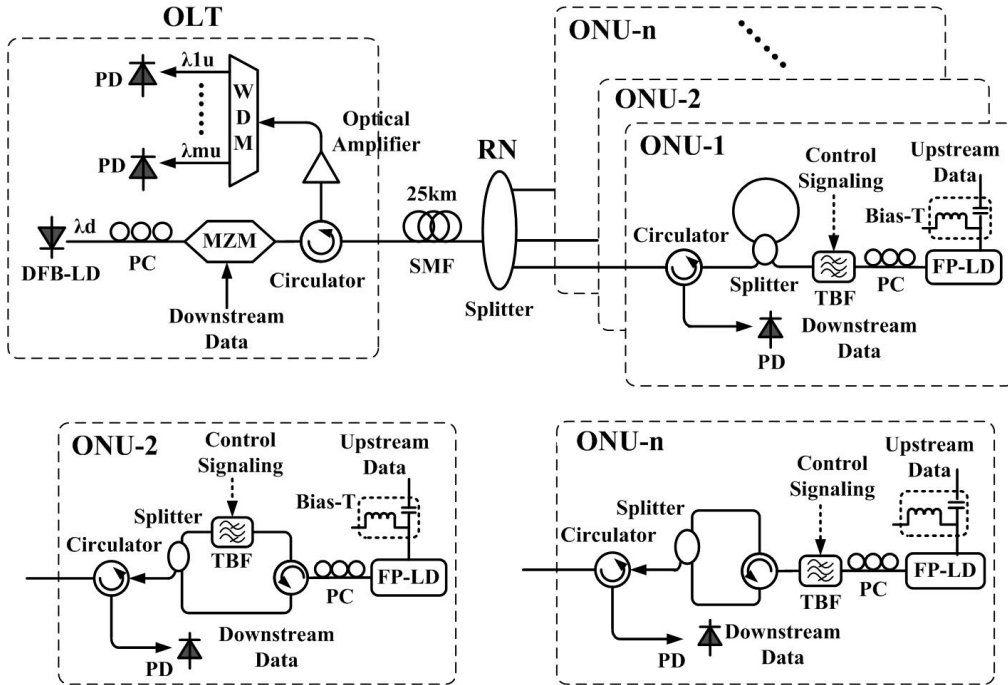 OLT
PD
λ1u
W
D
M
PD
λmu
Optical
Amplifier
λd
DFB-LD
PC
MZM
Circulator
Downstream
Data
25km
SMF
RN
Splitter
ONU-n
ONU-2
ONU-1
Control
Signaling
Upstream
Data
Bias-T
Circulator
Splitter
TBF
PC
FP-LD
Downstream
Data
PD
ONU-2
Control
Signaling
Upstream
Data
Bias-T
Splitter
Circulator
TBF
PC
FP-LD
Downstream
Data
PD
ONU-n
Upstream
Data
Control
Signaling
Splitter
Circulator
TBF
PC
FP-LD
Downstream
Data
PD